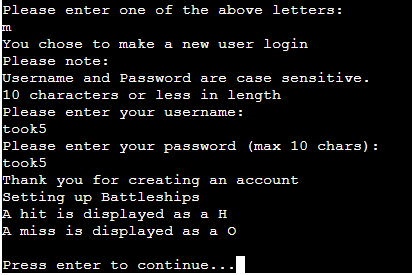 Please enter one of the above letters:
m
You chose to make a new user login
Please note:
Username and Password are case sensitive.
10 characters or less in length
Please enter your username:
took5
Please enter your password (max 10 chars):
took5
Thank you for creating an account
Setting up Battleships
A hit is displayed as a H
A miss is displayed as a O
Press enter to continue...